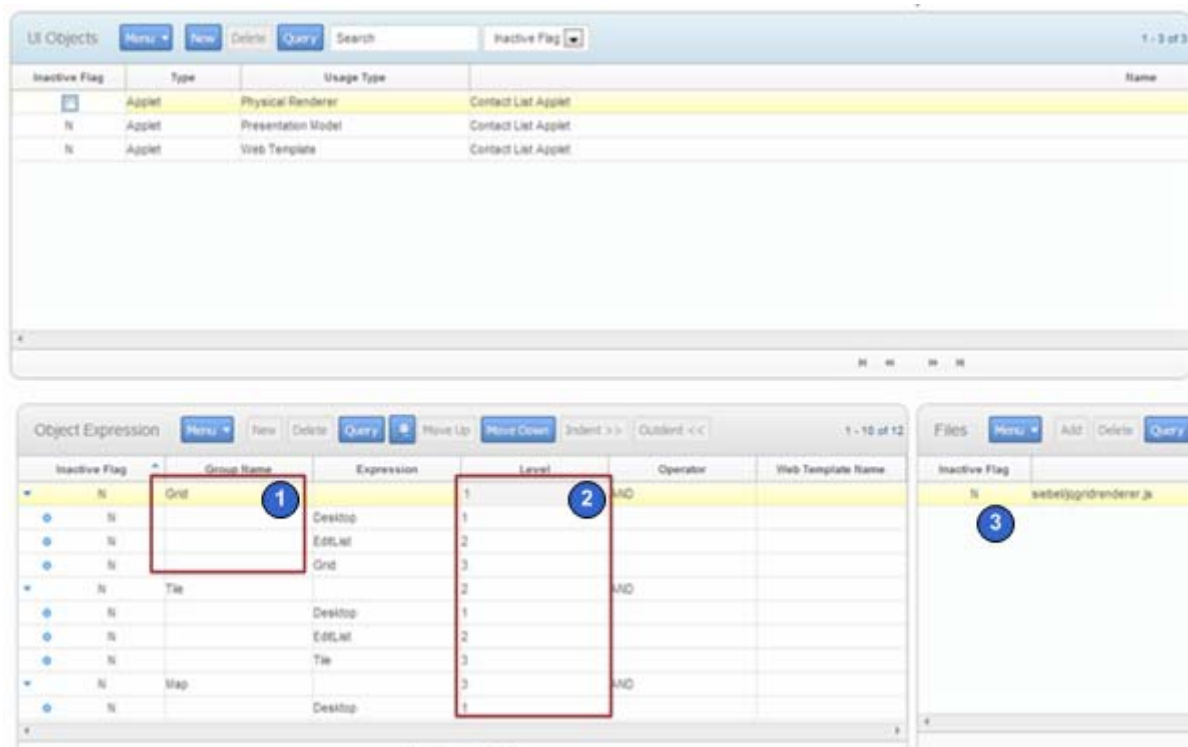 UI Objects Menu New Delete Query Search Inactive Flag 1 - 3 of 3
Inactive Flag Type Usage Type Name
Applet Physical Renderer Contact List Applet
N Applet Presentation Model Contact List Applet
N Applet Web Template Contact List Applet
Object Expression Menu New Delete Query Move Up Move Down Indent >> Outdent << 1 - 10 of 12
Inactive Flag Group Name Expression Level Operator Web Template Name
N Grid 1 1 2 AND
N Desktop 1
N EditList 2
N Grid 3
N Tile 2 AND
N Desktop 1
N EditList 2
N Tile 3
N Map 3 AND
N Desktop 1
Files Menu Add Delete Query
Inactive Flag
N siebel/jqgridrenderer.js
3